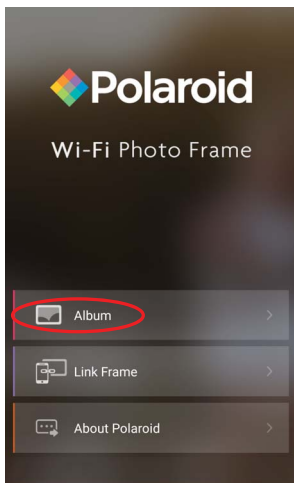 Polaroid
Wi-Fi Photo Frame
Album
Link Frame
About Polaroid